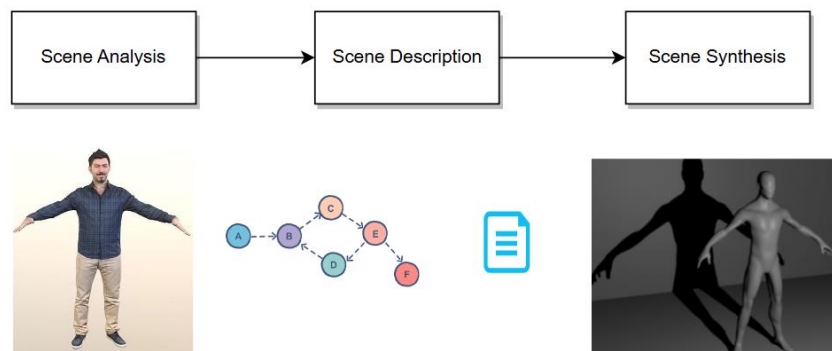 Scene Analysis
Scene Description
Scene Synthesis
C
A
B
E
D
F